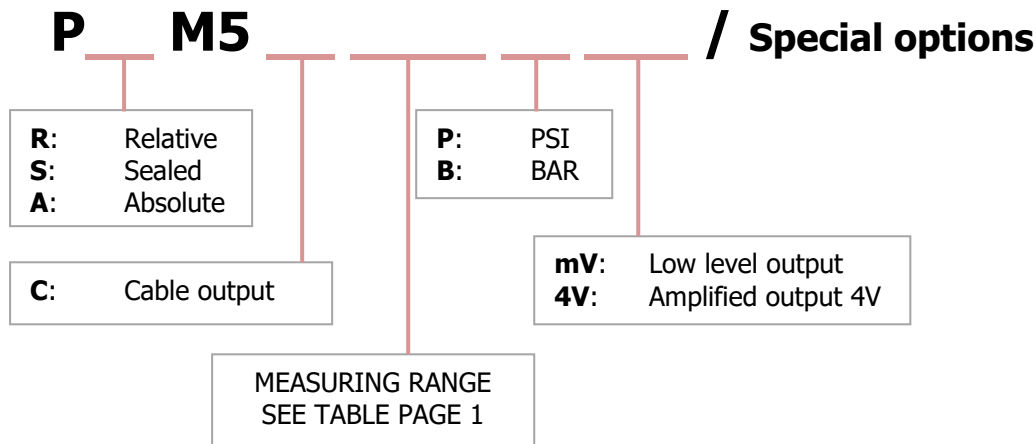 P M5 / Special options
R: Relative
S: Sealed
A: Absolute
P: PSI
B: BAR
C: Cable output
mV: Low level output
4V: Amplified output 4V
MEASURING RANGE
SEE TABLE PAGE 1